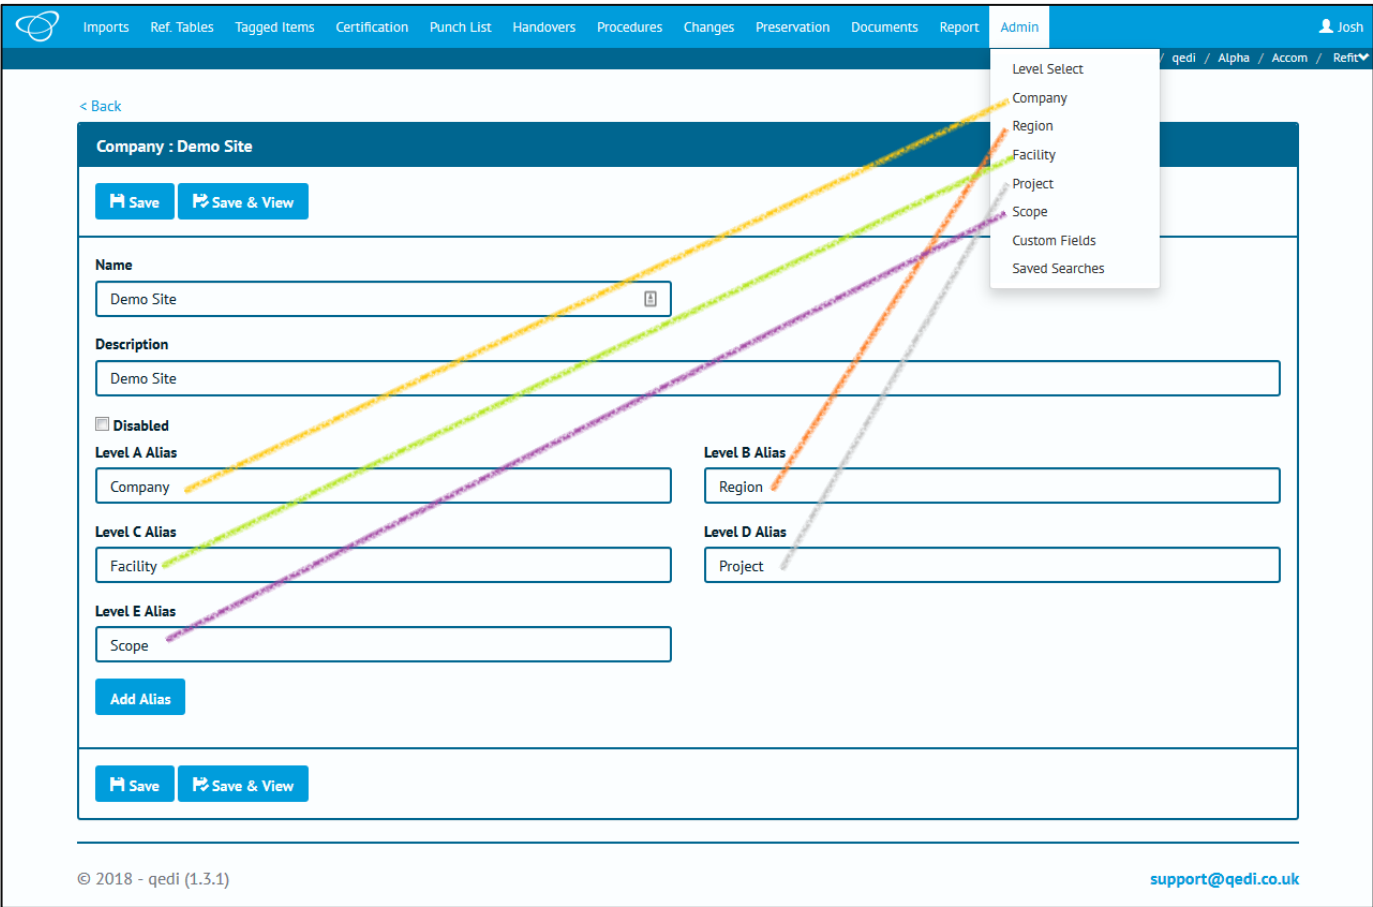 Imports Ref. Tables Tagged Items Certification Punch List Handovers Procedures Changes Preservation Documents Report Admin Josh
/ qedi / Alpha / Accom / Refit
Level Select
Company
Region
Facility
Project
Scope
Custom Fields
Saved Searches
< Back
Company : Demo Site
Save Save & View
Name
Demo Site
Description
Demo Site
Disabled
Level A Alias Level B Alias
Company Region
Level C Alias Level D Alias
Facility Project
Level E Alias
Scope
Add Alias
Save Save & View
© 2018 - qedi (1.3.1) support@qedi.co.uk